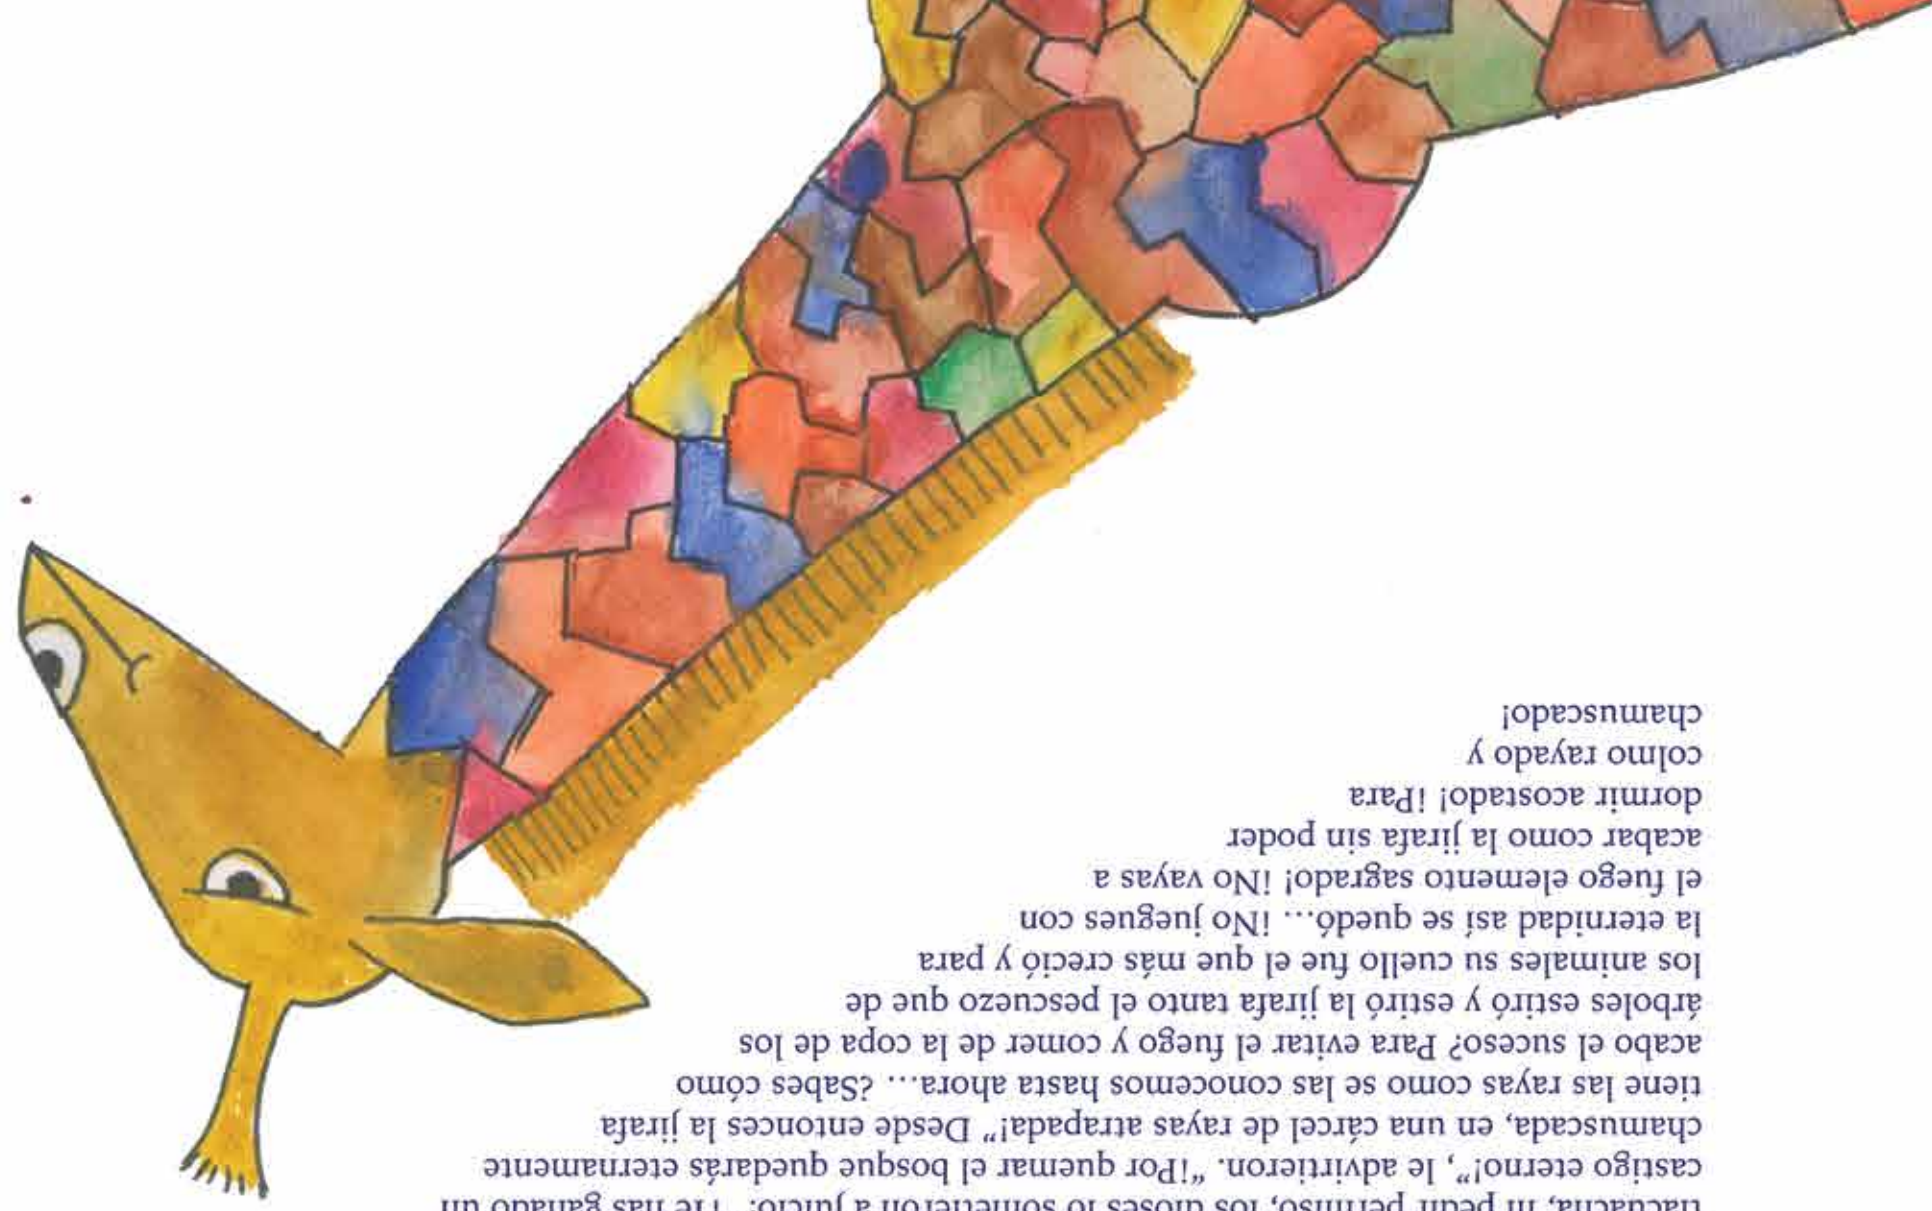 tlacuacha, ni pedir permiso, los dioses lo sometieron a juicio. "¡Te has ganado un
castigo eterno!", le advirtieron. "¡Por quemar el bosque quedarás eternamente
chamuscada, en una cárcel de rayas atrapada!" Desde entonces la jirafa
tiene las rayas como se las conocemos hasta ahora... ¿Sabes cómo
acabo el suceso? Para evitar el fuego y comer de la copa de los
árboles estiró y estiró la jirafa tanto el pescuezo que de
los animales su cuello fue el que más creció y para
la eternidad así se quedó... ¡No juegues con
el fuego elemento sagrado! ¡No vayas a
acabar como la jirafa sin poder
dormir acostado! ¡Para
colmo rayado y
chamuscado!